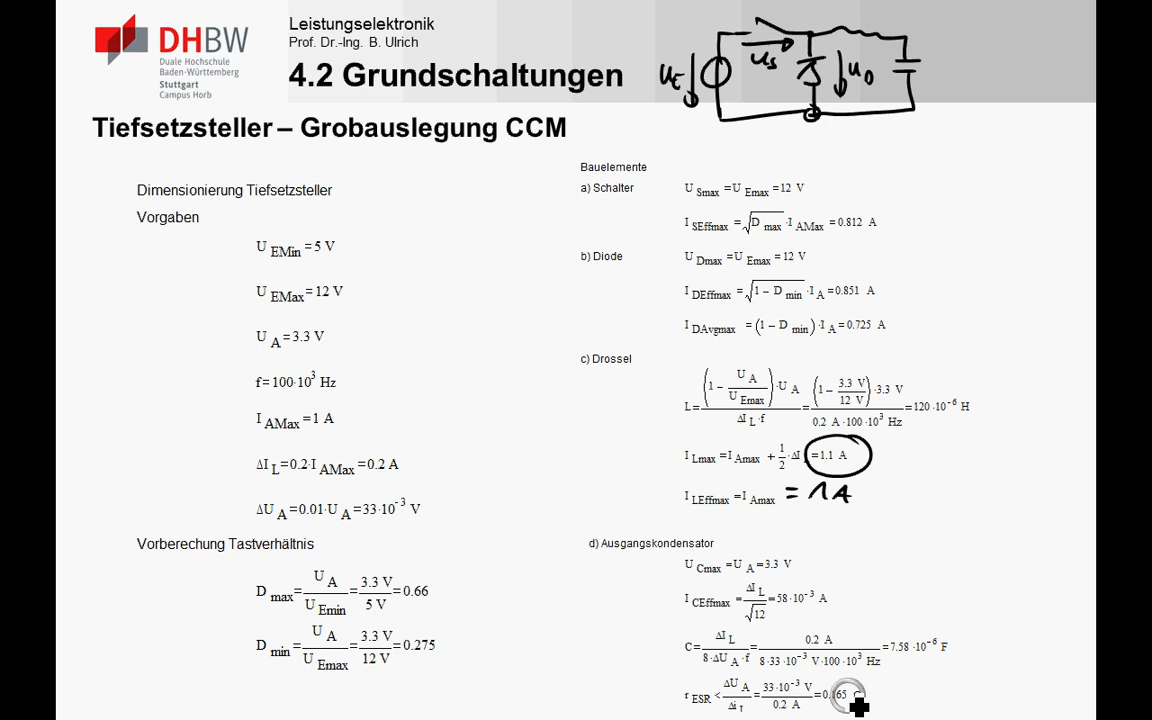 DHBW
Duale Hochschule
Baden-Württemberg
Stuttgart
Campus Horb
Leistungselektronik
Prof. Dr.-Ing. B. Ulrich
4.2 Grundschaltungen
u_E u_s u_D
Tiefsetzsteller – Grobauslegung CCM
Dimensionierung Tiefsetzsteller
Vorgaben
U EMin = 5 V
U EMax = 12 V
U A = 3.3 V
f = 100·10^3 Hz
I AMax = 1 A
ΔI L = 0.2·I AMax = 0.2 A
ΔU A = 0.01·U A = 33·10^-3 V
Vorberechung Tastverhältnis
D max = U A / U Emin = 3.3 V / 5 V = 0.66
D min = U A / U Emax = 3.3 V / 12 V = 0.275
Bauelemente
a) Schalter U Smax = U Emax = 12 V
I SEffmax = √D max · I AMax = 0.812 A
b) Diode U Dmax = U Emax = 12 V
I DEffmax = √(1 − D min) · I A = 0.851 A
I DAvgmax = (1 − D min) · I A = 0.725 A
c) Drossel
L = (1 − U A / U Emax) · U A / ΔI L · f = (1 − 3.3 V / 12 V) · 3.3 V / 0.2 A · 100·10^3 Hz = 120·10^-6 H
I Lmax = I Amax + 1/2 · ΔI = 1.1 A
I LEffmax = I Amax = 1A
d) Ausgangskondensator
U Cmax = U A = 3.3 V
I CEffmax = ΔI L / √12 = 58·10^-3 A
C = ΔI L / 8·ΔU A·f = 0.2 A / 8·33·10^-3 V·100·10^3 Hz = 7.58·10^-6 F
r ESR < ΔU A / Δi = 33·10^-3 V / 0.2 A = 0.165